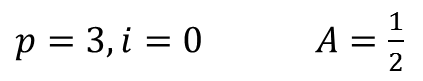 p = 3, i = 0 A = 1/2